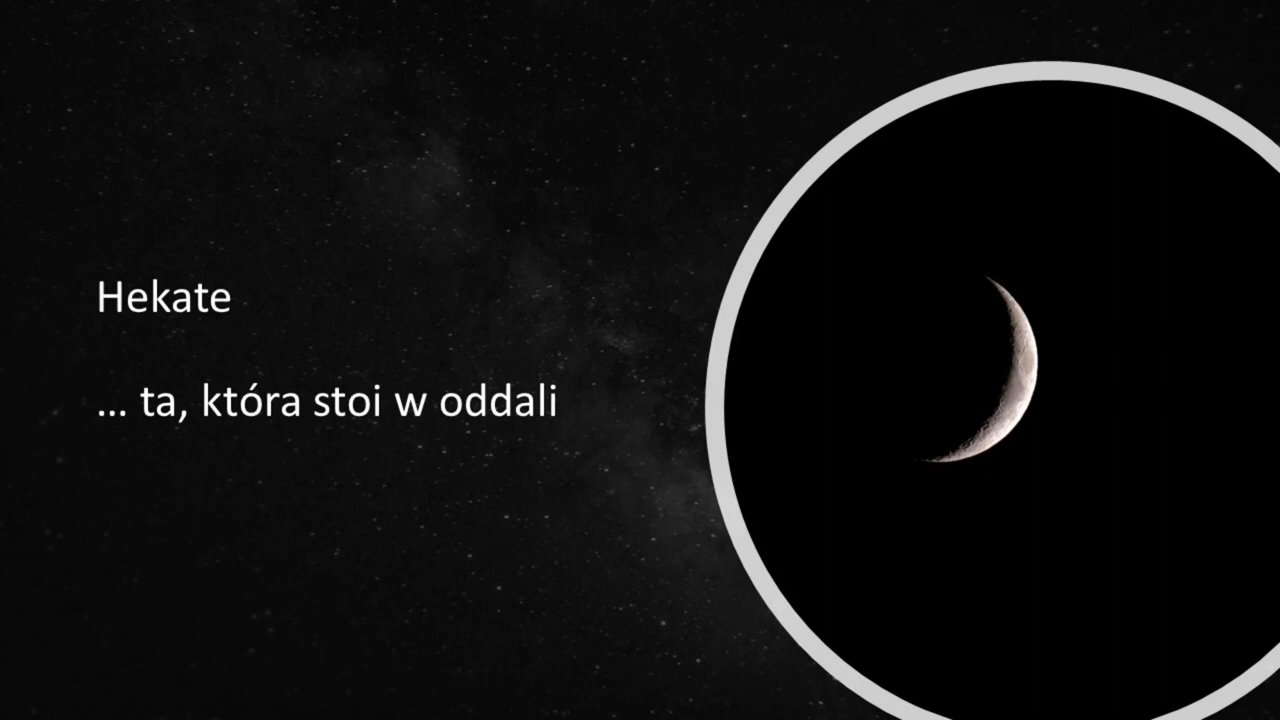 Hekate
... ta, która stoi w oddali